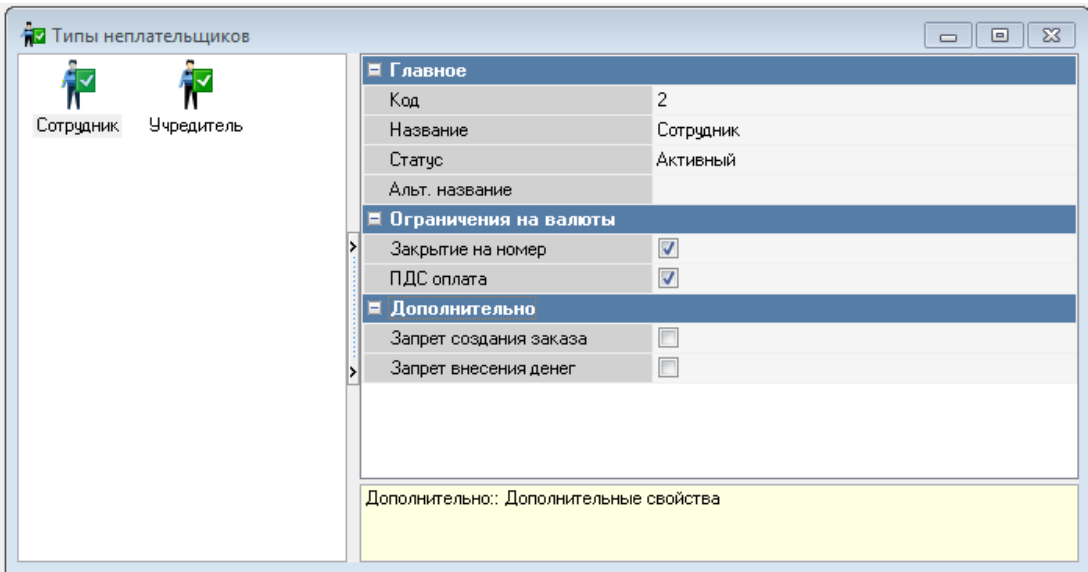 Типы неплательщиков
Сотрудник
Учредитель
Главное
Код 2
Название Сотрудник
Статус Активный
Альт. название
Ограничения на валюты
Закрытие на номер
ПДС оплата
Дополнительно
Запрет создания заказа
Запрет внесения денег
Дополнительно:: Дополнительные свойства